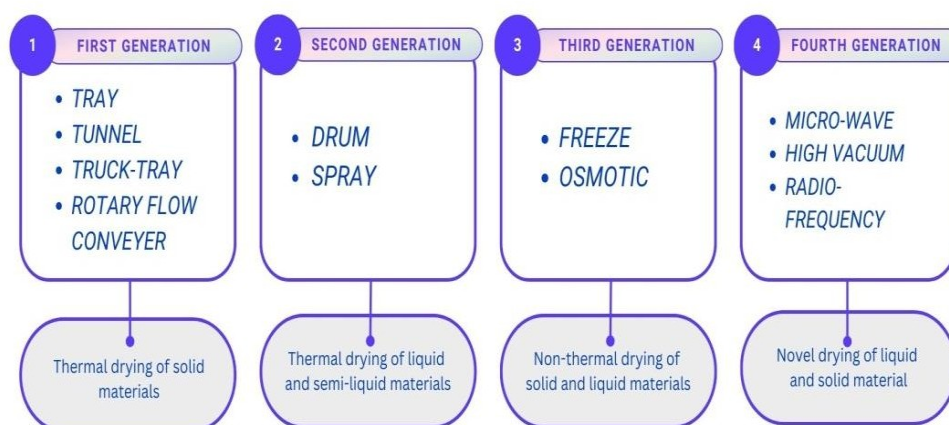 1
FIRST GENERATION
• TRAY
• TUNNEL
• TRUCK-TRAY
• ROTARY FLOW
CONVEYER
Thermal drying of solid
materials
2
SECOND GENERATION
• DRUM
• SPRAY
Thermal drying of liquid
and semi-liquid materials
3
THIRD GENERATION
• FREEZE
• OSMOTIC
Non-thermal drying of
solid and liquid materials
4
FOURTH GENERATION
• MICRO-WAVE
• HIGH VACUUM
• RADIO-
FREQUENCY
Novel drying of liquid
and solid material